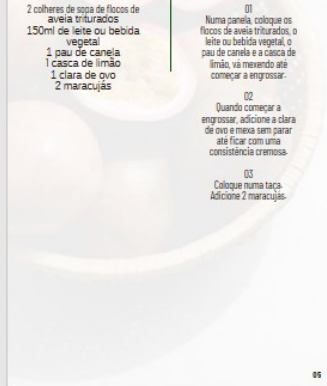 2 colheres de sopa de flocos de
aveia triturados
150ml de leite ou bebida
vegetal
1 pau de canela
1 casca de limão
1 clara de ovo
2 maracujás
01
Numa panela, coloque os
flocos de aveia triturados, o
leite ou bebida vegetal, o
pau de canela e a casca de
limão, vá mexendo até
começar a engrossar.
02
Quando começar a
engrossar, adicione a clara
de ovo e mexa sem parar
até ficar com uma
consistência cremosa.
03
Coloque numa taça.
Adicione 2 maracujás.
05